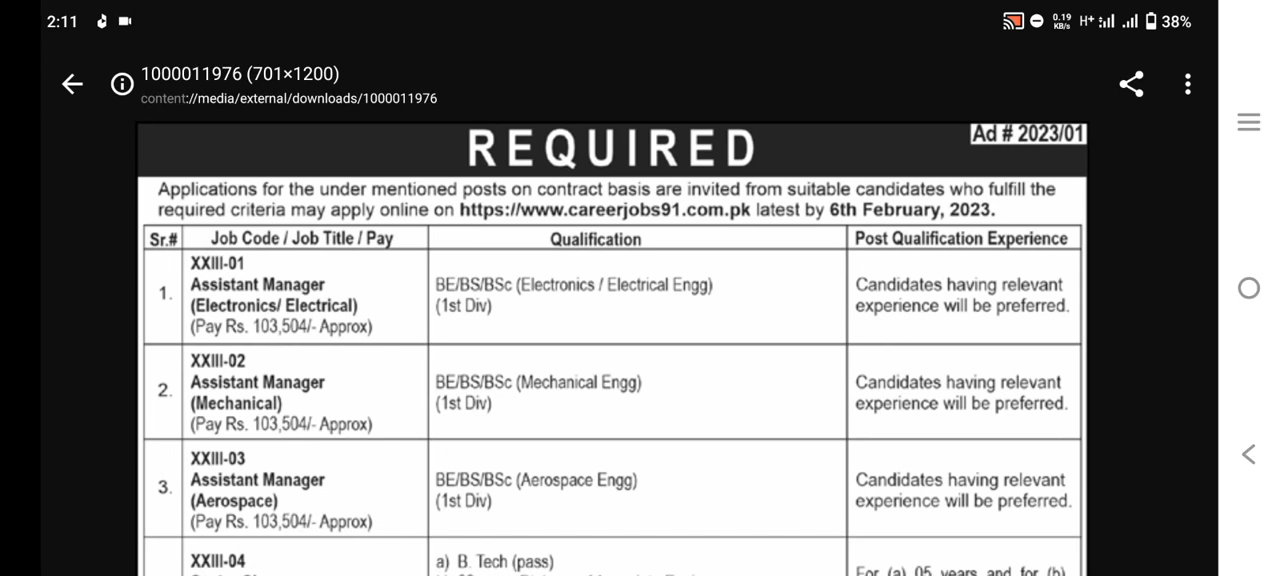 2:11
0.19 KB/s H+ 38%
1000011976 (701×1200)
content://media/external/downloads/1000011976
REQUIRED
Ad # 2023/01
Applications for the under mentioned posts on contract basis are invited from suitable candidates who fulfill the
required criteria may apply online on https://www.careerjobs91.com.pk latest by 6th February, 2023.
Sr.# Job Code / Job Title / Pay Qualification Post Qualification Experience
1.
XXIII-01
Assistant Manager
(Electronics/ Electrical)
(Pay Rs. 103,504/- Approx)
BE/BS/BSc (Electronics / Electrical Engg)
(1st Div)
Candidates having relevant
experience will be preferred.
2.
XXIII-02
Assistant Manager
(Mechanical)
(Pay Rs. 103,504/- Approx)
BE/BS/BSc (Mechanical Engg)
(1st Div)
Candidates having relevant
experience will be preferred.
3.
XXIII-03
Assistant Manager
(Aerospace)
(Pay Rs. 103,504/- Approx)
BE/BS/BSc (Aerospace Engg)
(1st Div)
Candidates having relevant
experience will be preferred.
XXIII-04
a) B. Tech (pass)
For (a) 05 years and for (b)